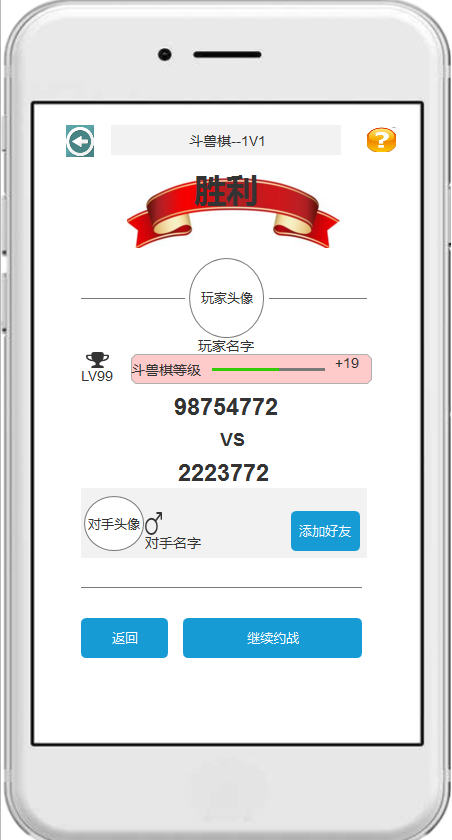 斗兽棋--1V1
?
胜利
玩家头像
玩家名字
LV99
斗兽棋等级
+19
98754772
VS
2223772
对手头像
对手名字
添加好友
返回
继续约战